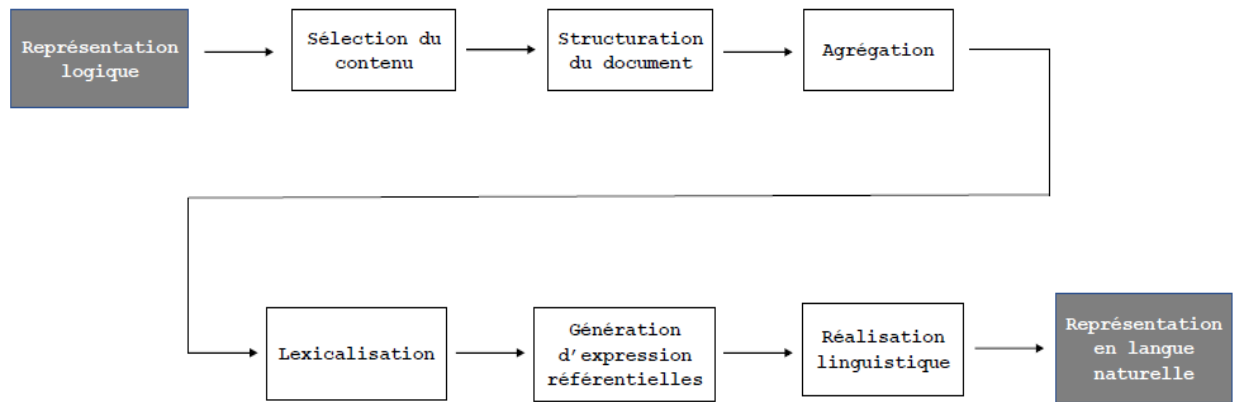 Représentation
logique
Sélection du
contenu
Structuration
du document
Agrégation
Lexicalisation
Génération
d'expression
référentielles
Réalisation
linguistique
Représentation
en langue
naturelle